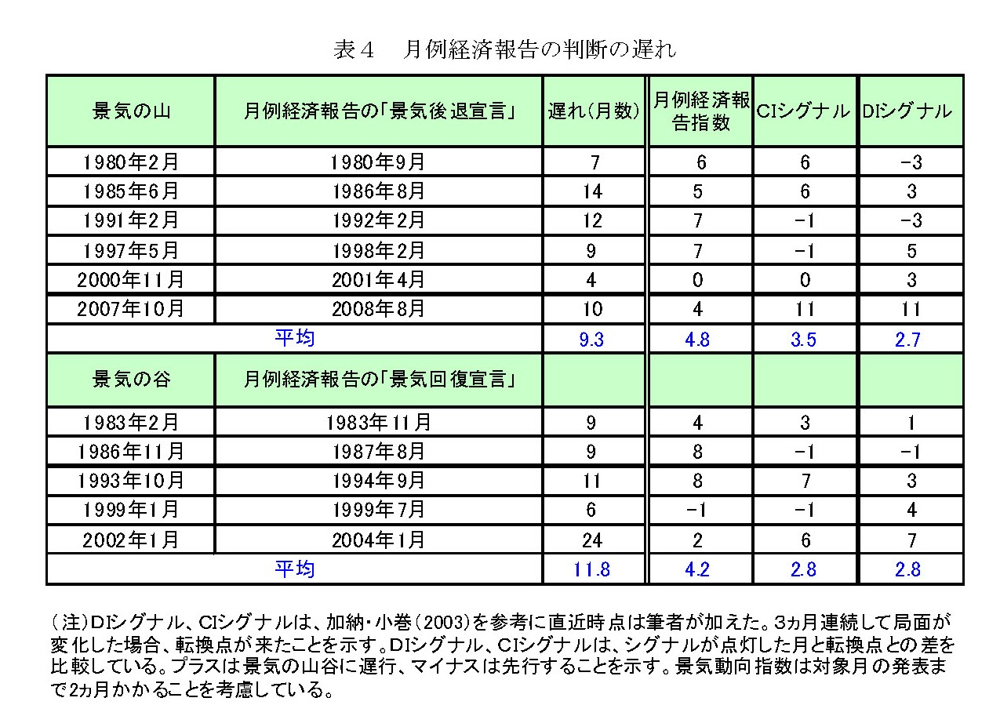 表４　月例経済報告の判断の遅れ
景気の山 月例経済報告の「景気後退宣言」 遅れ（月数） 月例経済報告指数 ＣＩシグナル ＤＩシグナル
1980年2月 1980年9月 7 6 6 −3
1985年6月 1986年8月 14 5 6 3
1991年2月 1992年2月 12 7 −1 −3
1997年5月 1998年2月 9 7 −1 5
2000年11月 2001年4月 4 0 0 3
2007年10月 2008年8月 10 4 11 11
平均 9.3 4.8 3.5 2.7
景気の谷 月例経済報告の「景気回復宣言」
1983年2月 1983年11月 9 4 3 1
1986年11月 1987年8月 9 8 −1 −1
1993年10月 1994年9月 11 8 7 3
1999年1月 1999年7月 6 −1 −1 4
2002年1月 2004年1月 24 2 6 7
平均 11.8 4.2 2.8 2.8
（注）ＤＩシグナル、ＣＩシグナルは、加納・小巻（2003）を参考に直近時点は筆者が加えた。３ヵ月連続して局面が
変化した場合、転換点が来たことを示す。ＤＩシグナル、ＣＩシグナルは、シグナルが点灯した月と転換点との差を
比較している。プラスは景気の山谷に遅行、マイナスは先行することを示す。景気動向指数は対象月の発表ま
で2ヵ月かかることを考慮している。